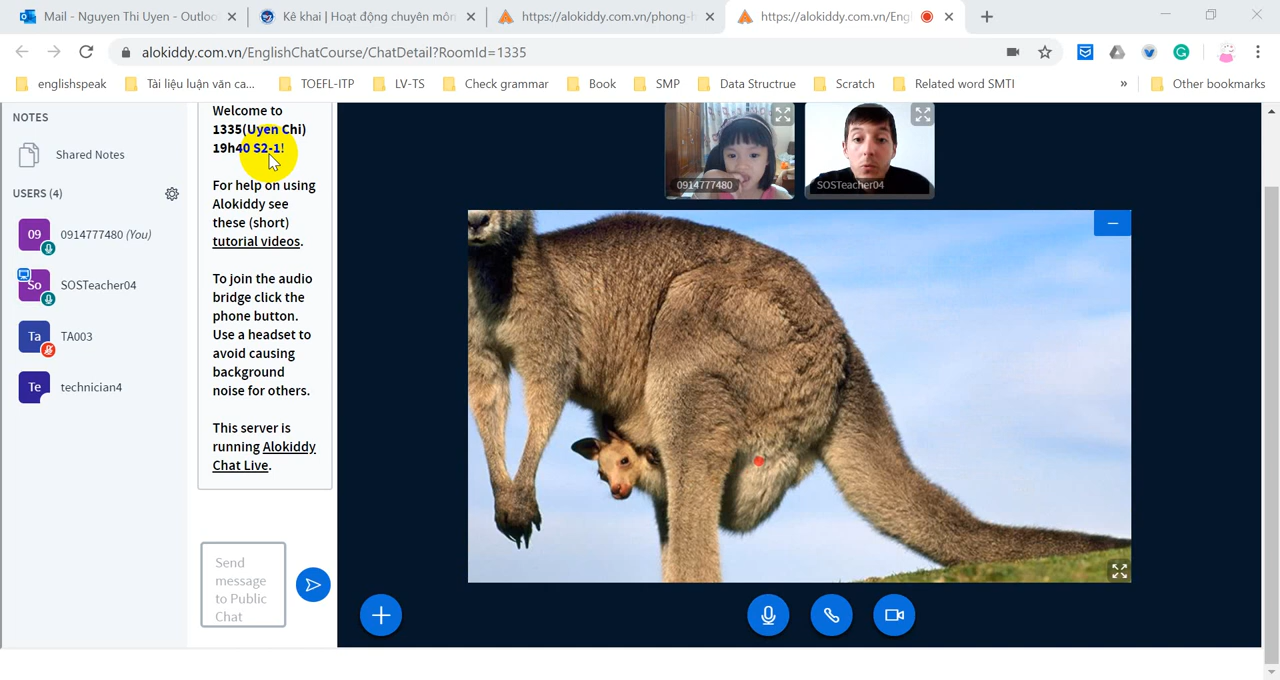 Mail - Nguyen Thi Uyen - Outloo
Kê khai | Hoạt động chuyên môn
https://alokiddy.com.vn/phong-h
https://alokiddy.com.vn/Engl
alokiddy.com.vn/EnglishChatCourse/ChatDetail?RoomId=1335
englishspeak
Tài liệu luận văn ca...
TOEFL-ITP
LV-TS
Check grammar
Book
SMP
Data Structrue
Scratch
Related word SMTI
»
Other bookmarks
NOTES
Shared Notes
USERS (4)
09
0914777480 (You)
So
SOSTeacher04
Ta
TA003
Te
technician4
Welcome to
1335(Uyen Chi)
19h40 S2-1!
For help on using
Alokiddy see
these (short)
tutorial videos.
To join the audio
bridge click the
phone button.
Use a headset to
avoid causing
background
noise for others.
This server is
running Alokiddy
Chat Live.
Send
message
to Public
Chat
0914777480
SOSTeacher04